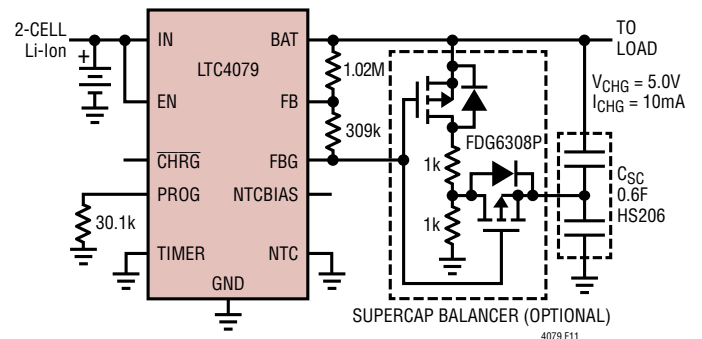 2-CELL
Li-Ion
+
IN
EN
CHRG
PROG
TIMER
LTC4079
GND
BAT
FB
FBG
NTCBIAS
NTC
30.1k
1.02M
309k
1k
1k
FDG6308P
TO
LOAD
VCHG = 5.0V
ICHG = 10mA
CSC
0.6F
HS206
SUPERCAP BALANCER (OPTIONAL)
4079 F11